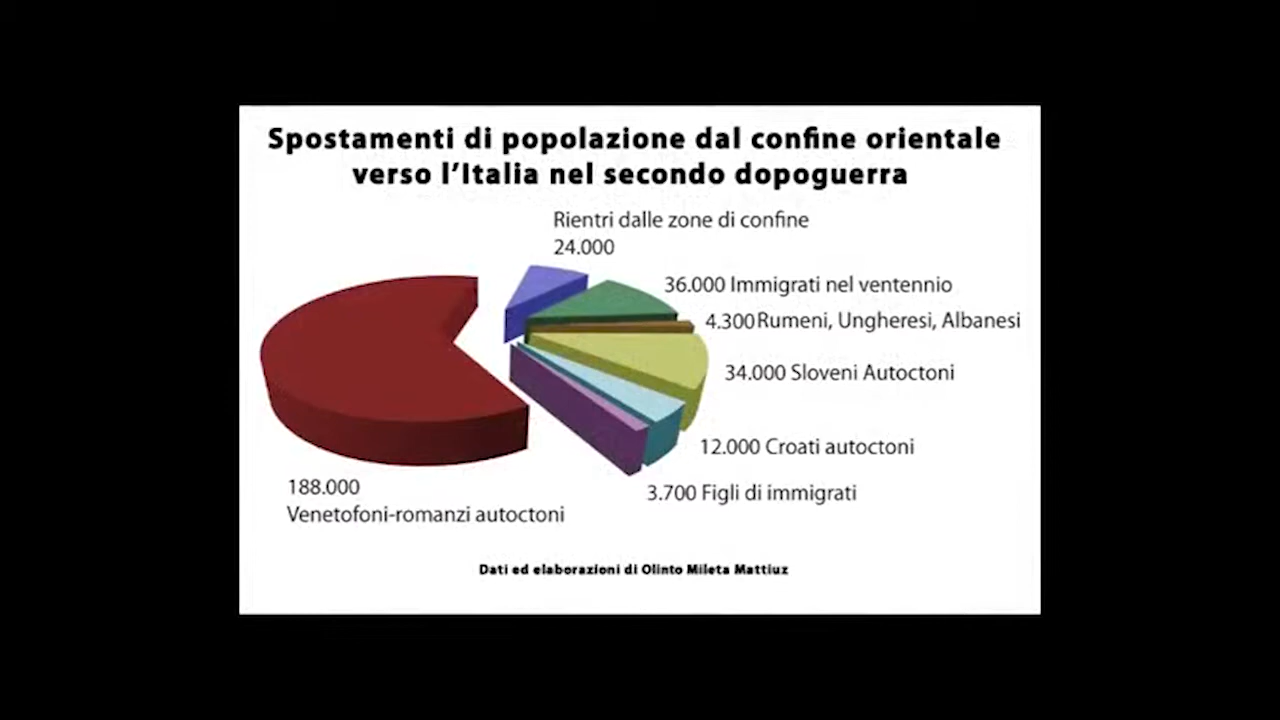 Spostamenti di popolazione dal confine orientale
verso l'Italia nel secondo dopoguerra
Rientri dalle zone di confine
24.000
36.000 Immigrati nel ventennio
4.300 Rumeni, Ungheresi, Albanesi
34.000 Sloveni Autoctoni
12.000 Croati autoctoni
3.700 Figli di immigrati
188.000
Venetofoni-romanzi autoctoni
Dati ed elaborazioni di Olinto Mileta Mattiuz